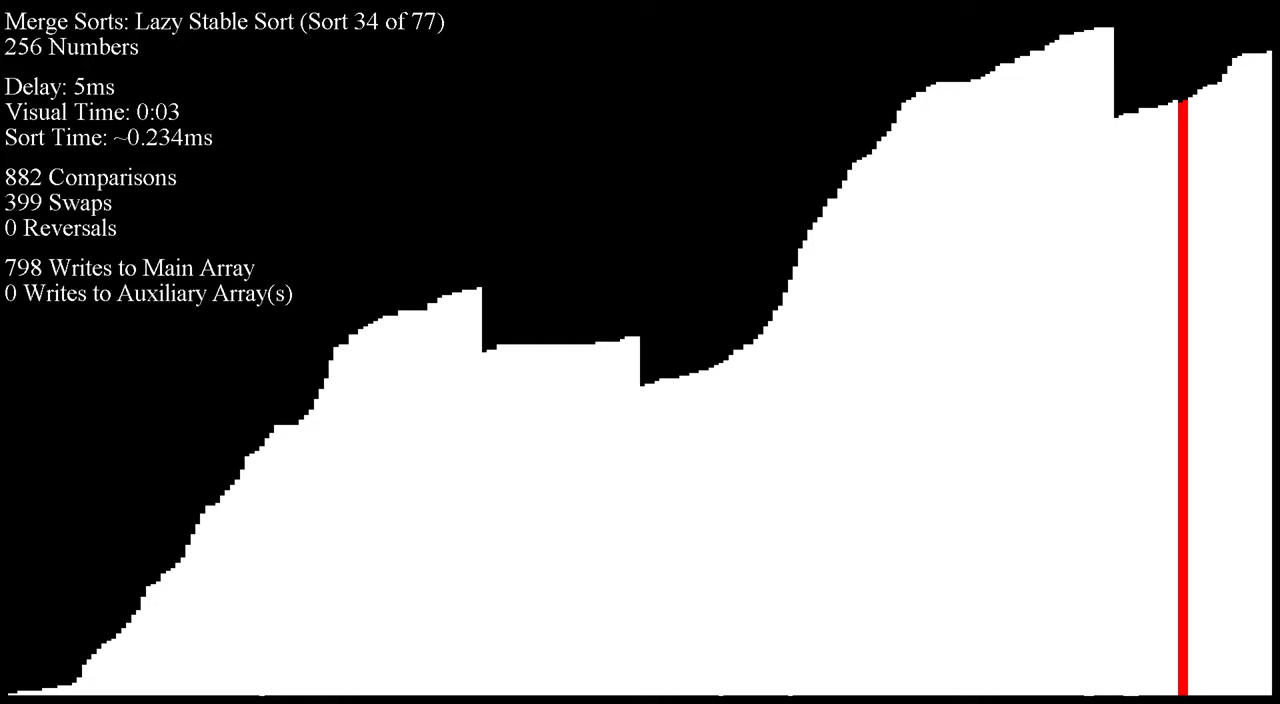 Merge Sorts: Lazy Stable Sort (Sort 34 of 77)
256 Numbers
Delay: 5ms
Visual Time: 0:03
Sort Time: ~0.234ms
882 Comparisons
399 Swaps
0 Reversals
798 Writes to Main Array
0 Writes to Auxiliary Array(s)